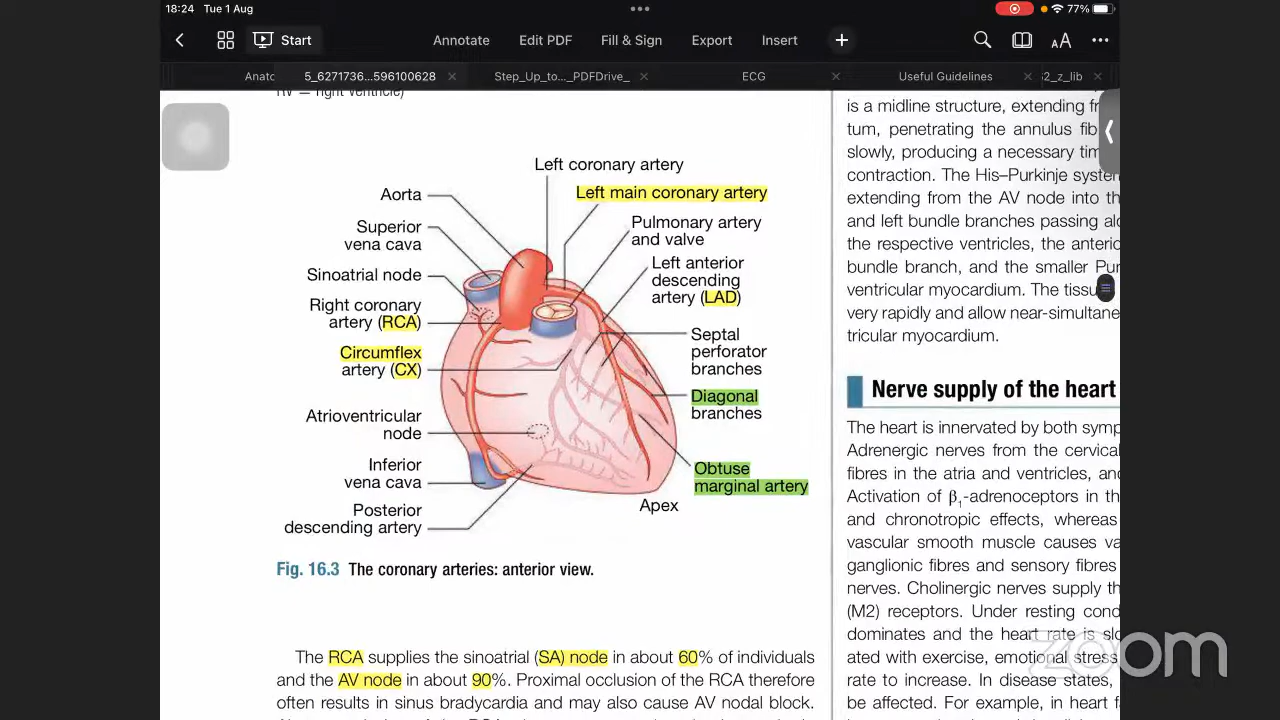 18:24 Tue 1 Aug
77%
Start
Annotate
Edit PDF
Fill & Sign
Export
Insert
5_6271736...596100628
Step_Up_to..._PDFDrive_
ECG
Useful Guidelines
2_z_lib
RV = right ventricle)
Left coronary artery
Left main coronary artery
Aorta
Superior
vena cava
Pulmonary artery
and valve
Sinoatrial node
Left anterior
descending
artery (LAD)
Right coronary
artery (RCA)
Septal
perforator
branches
Circumflex
artery (CX)
Diagonal
branches
Atrioventricular
node
Inferior
vena cava
Obtuse
marginal artery
Apex
Posterior
descending artery
Fig. 16.3 The coronary arteries: anterior view.
The RCA supplies the sinoatrial (SA) node in about 60% of individuals
and the AV node in about 90%. Proximal occlusion of the RCA therefore
often results in sinus bradycardia and may also cause AV nodal block.
is a midline structure, extending fr
tum, penetrating the annulus fib
slowly, producing a necessary tim
contraction. The His–Purkinje system
extending from the AV node into th
and left bundle branches passing alo
the respective ventricles, the anterio
bundle branch, and the smaller Pur
ventricular myocardium. The tissu
very rapidly and allow near-simultane
tricular myocardium.
Nerve supply of the heart
The heart is innervated by both symp
Adrenergic nerves from the cervical
fibres in the atria and ventricles, and
Activation of β1-adrenoceptors in th
and chronotropic effects, whereas
vascular smooth muscle causes va
ganglionic fibres and sensory fibres
nerves. Cholinergic nerves supply th
(M2) receptors. Under resting cond
dominates and the heart rate is slo
ated with exercise, emotional stress
rate to increase. In disease states,
be affected. For example, in heart f
zoom